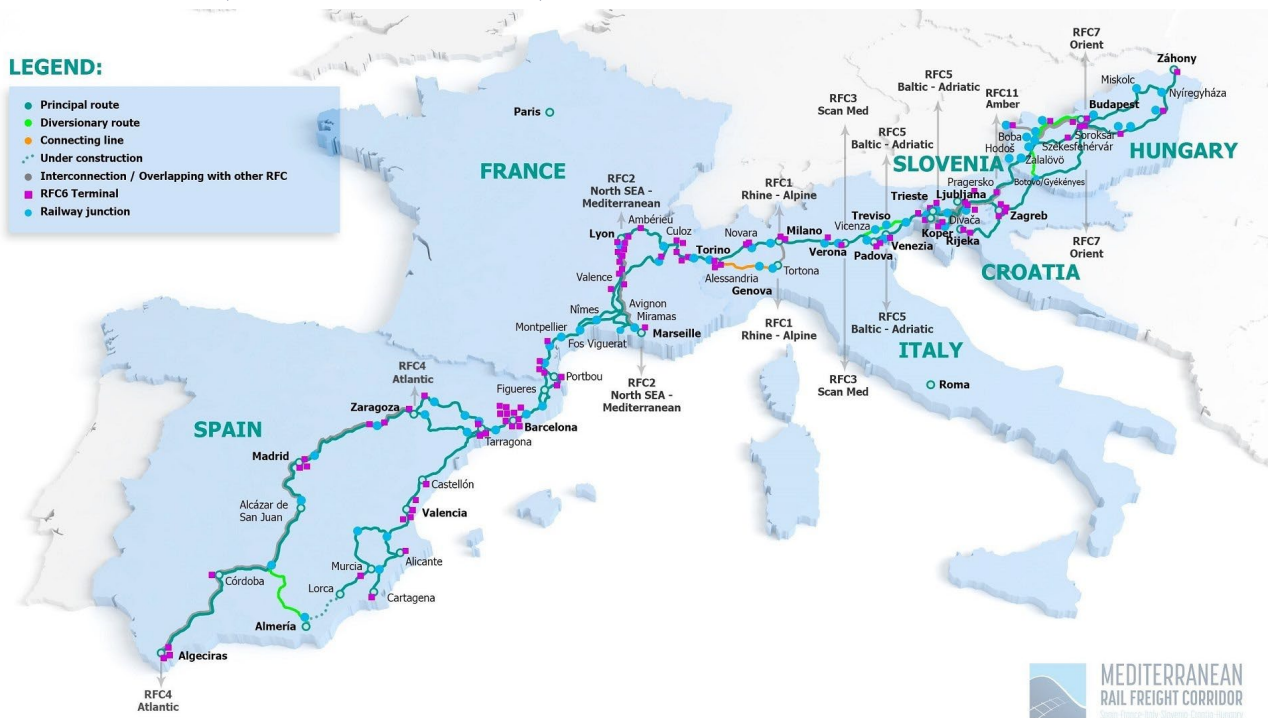 LEGEND:
Principal route
Diversionary route
Connecting line
Under construction
Interconnection / Overlapping with other RFC
RFC6 Terminal
Railway junction
Paris
FRANCE
RFC2
North SEA -
Mediterranean
Ambérieu
Lyon
Culoz
Valence
Nîmes
Avignon
Miramas
Montpellier
Fos Viguerat
Marseille
RFC2
North SEA -
Mediterranean
Portbou
Figueres
RFC4
Atlantic
Zaragoza
Barcelona
Tarragona
SPAIN
Madrid
Castellón
Alcázar de
San Juan
Valencia
Alicante
Murcia
Córdoba
Lorca
Cartagena
Almería
Algeciras
RFC4
Atlantic
RFC1
Rhine - Alpine
Novara
Milano
Torino
Alessandria
Tortona
Genova
RFC1
Rhine - Alpine
RFC3
Scan Med
RFC5
Baltic - Adriatic
RFC5
Baltic - Adriatic
Treviso
Vicenza
Verona
Padova
Venezia
RFC5
Baltic - Adriatic
RFC3
Scan Med
ITALY
Roma
RFC11
Amber
SLOVENIA
Pragersko
Trieste
Ljubljana
Divača
Koper
Rijeka
Zagreb
CROATIA
RFC7
Orient
RFC7
Orient
Záhony
Miskolc
Nyíregyháza
Budapest
Soroksár
Boba
Székesfehérvár
Hodoš
Zalalövö
HUNGARY
Botovo/Gyékényes
MEDITERRANEAN
RAIL FREIGHT CORRIDOR